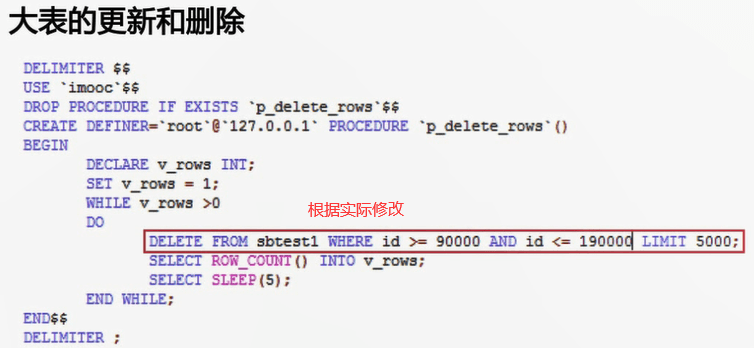 大表的更新和删除
DELIMITER $$
USE `imooc`$$
DROP PROCEDURE IF EXISTS `p_delete_rows`$$
CREATE DEFINER=`root`@`127.0.0.1` PROCEDURE `p_delete_rows`()
BEGIN
DECLARE v_rows INT;
SET v_rows = 1;
WHILE v_rows >0
根据实际修改
DO
DELETE FROM sbtest1 WHERE id >= 90000 AND id <= 190000 LIMIT 5000;
SELECT ROW_COUNT() INTO v_rows;
SELECT SLEEP(5);
END WHILE;
END$$
DELIMITER ;